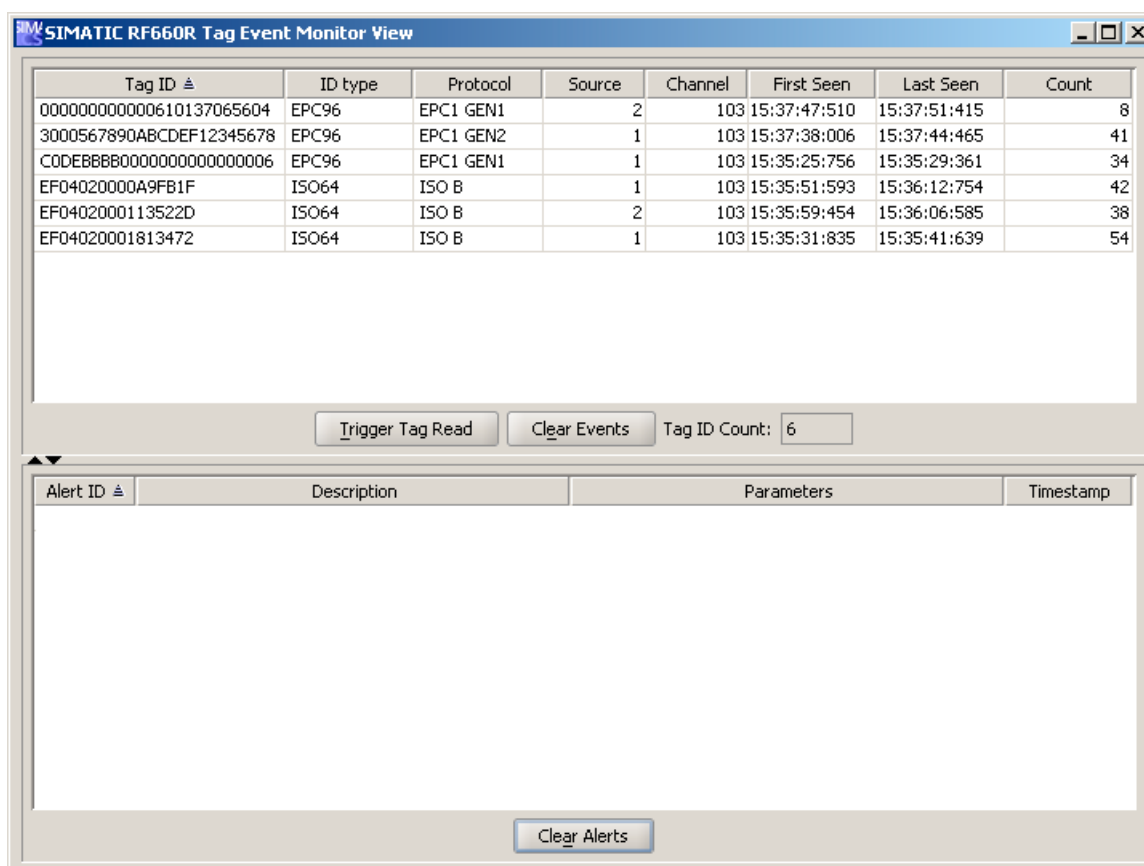 SIMATIC RF660R Tag Event Monitor View
Tag ID ID type Protocol Source Channel First Seen Last Seen Count
000000000000610137065604 EPC96 EPC1 GEN1 2 103 15:37:47:510 15:37:51:415 8
3000567890ABCDEF12345678 EPC96 EPC1 GEN2 1 103 15:37:38:006 15:37:44:465 41
C0DEBBBB0000000000000006 EPC96 EPC1 GEN1 1 103 15:35:25:756 15:35:29:361 34
EF04020000A9FB1F ISO64 ISO B 1 103 15:35:51:593 15:36:12:754 42
EF0402000113522D ISO64 ISO B 2 103 15:35:59:454 15:36:06:585 38
EF04020001813472 ISO64 ISO B 1 103 15:35:31:835 15:35:41:639 54
Trigger Tag Read Clear Events Tag ID Count: 6
Alert ID Description Parameters Timestamp
Clear Alerts